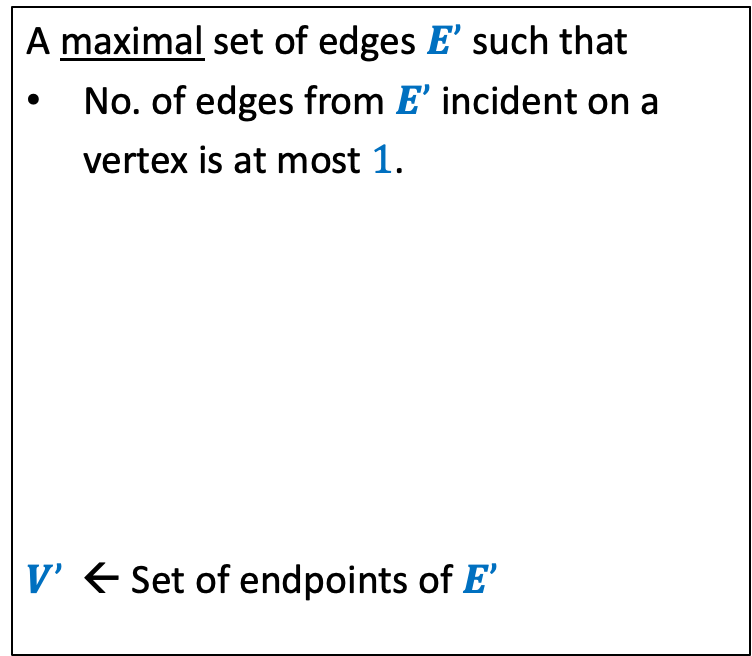 A maximal set of edges E’ such that
• No. of edges from E’ incident on a
vertex is at most 1.
V’ ← Set of endpoints of E’